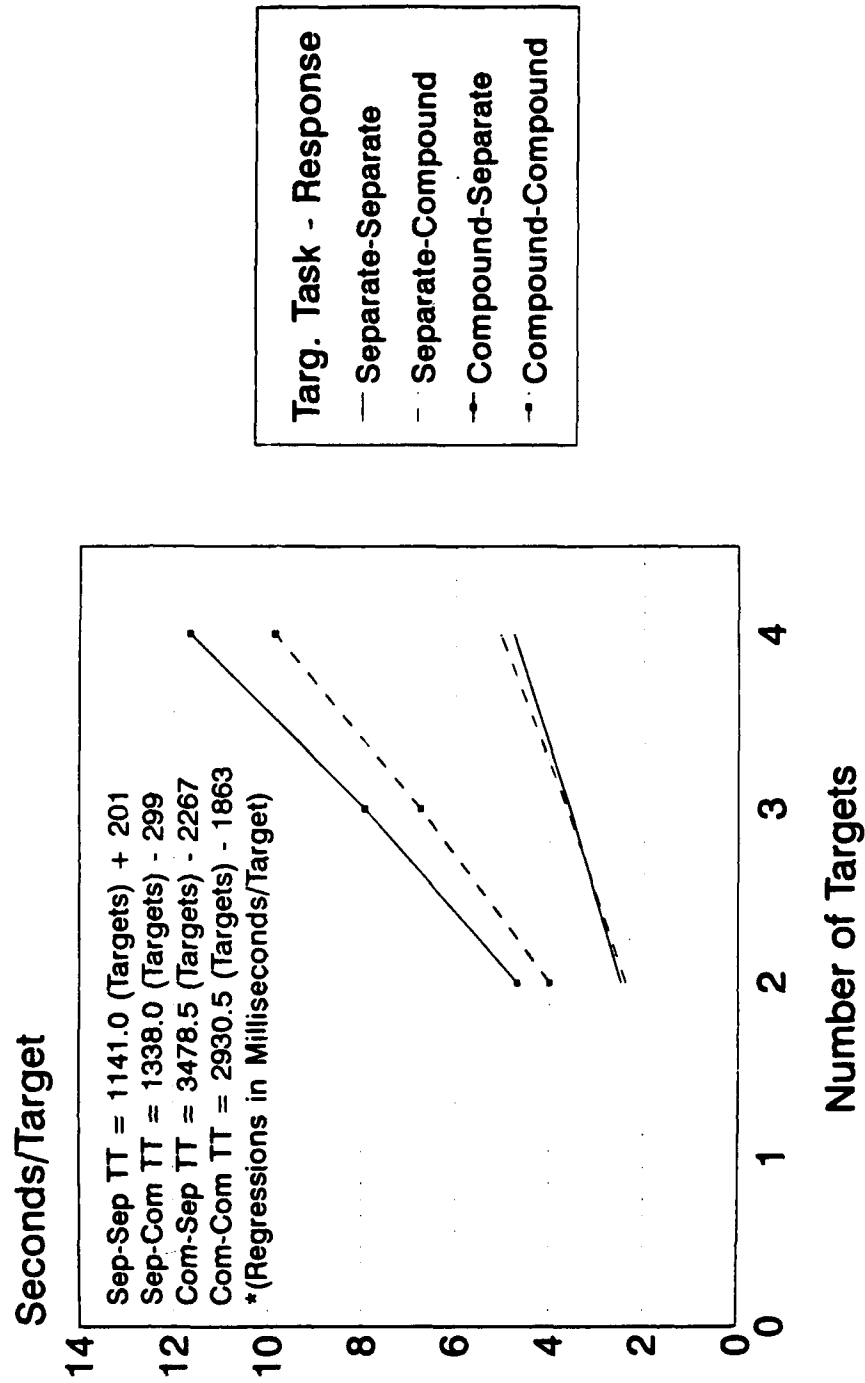 Seconds/Target
14
12
10
8
6
4
2
0
Sep-Sep TT = 1141.0 (Targets) + 201
Sep-Com TT = 1338.0 (Targets) - 299
Com-Sep TT = 3478.5 (Targets) - 2267
Com-Com TT = 2930.5 (Targets) - 1863
*(Regressions in Milliseconds/Target)
0 1 2 3 4
Number of Targets
Targ. Task - Response
Separate-Separate
Separate-Compound
Compound-Separate
Compound-Compound